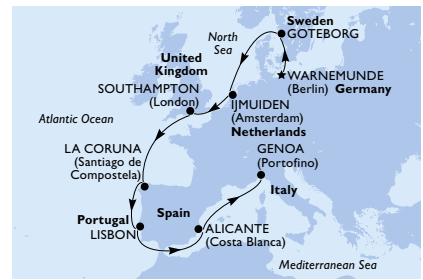 Sweden
GOTEBORG
North
Sea
United
Kingdom
WARNEMUNDE
(Berlin) Germany
SOUTHAMPTON
(London)
IJMUIDEN
(Amsterdam)
Netherlands
Atlantic Ocean
LA CORUNA
(Santiago de
Compostela)
GENOA
(Portofino)
Italy
Portugal
LISBON
Spain
ALICANTE
(Costa Blanca)
Mediterranean Sea